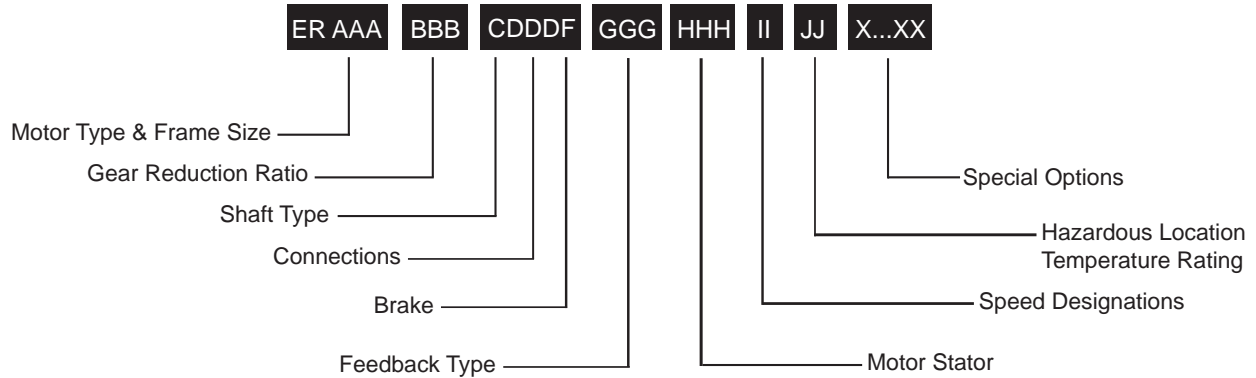 ER AAA BBB CDDDF GGG HHH II JJ X...XX
Motor Type & Frame Size
Gear Reduction Ratio
Special Options
Shaft Type
Hazardous Location
Temperature Rating
Connections
Brake
Speed Designations
Feedback Type
Motor Stator